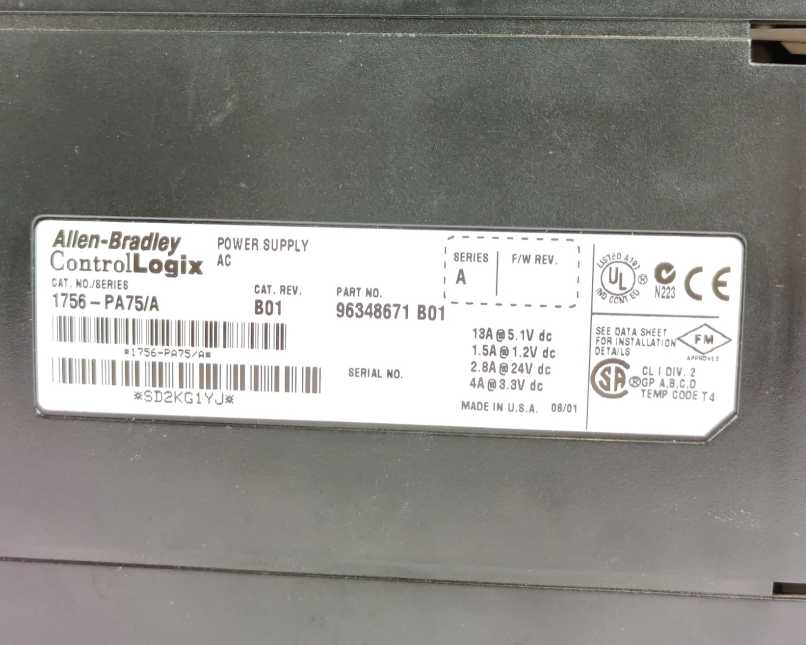 Allen-Bradley
ControlLogix
POWER SUPPLY
AC
CAT. NO./SERIES
1756-PA75/A
CAT. REV.
B01
PART NO.
96348671 B01
SERIES
A
F/W REV.
*1756-PA75/A*
*SD2KG1YJ*
SERIAL NO.
13A@5.1V dc
1.5A@1.2V dc
2.8A@24V dc
4A@3.3V dc
MADE IN U.S.A. 08/01
LISTED A197
UL
IND CONT EQ
®
N223
CE
SEE DATA SHEET
FOR INSTALLATION
DETAILS
FM
APPROVED
SA
®
CL I DIV. 2
GP A,B,C,D
TEMP CODE T4